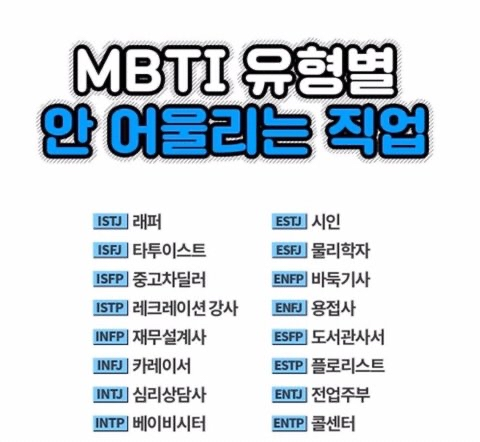 MBTI 유형별
안 어울리는 직업
ISTJ 래퍼
ISFJ 타투이스트
ISFP 중고차딜러
ISTP 레크레이션 강사
INFP 재무설계사
INFJ 카레이서
INTJ 심리상담사
INTP 베이비시터
ESTJ 시인
ESFJ 물리학자
ENFP 바둑기사
ENFJ 용접사
ESFP 도서관사서
ESTP 플로리스트
ENTJ 전업주부
ENTP 콜센터